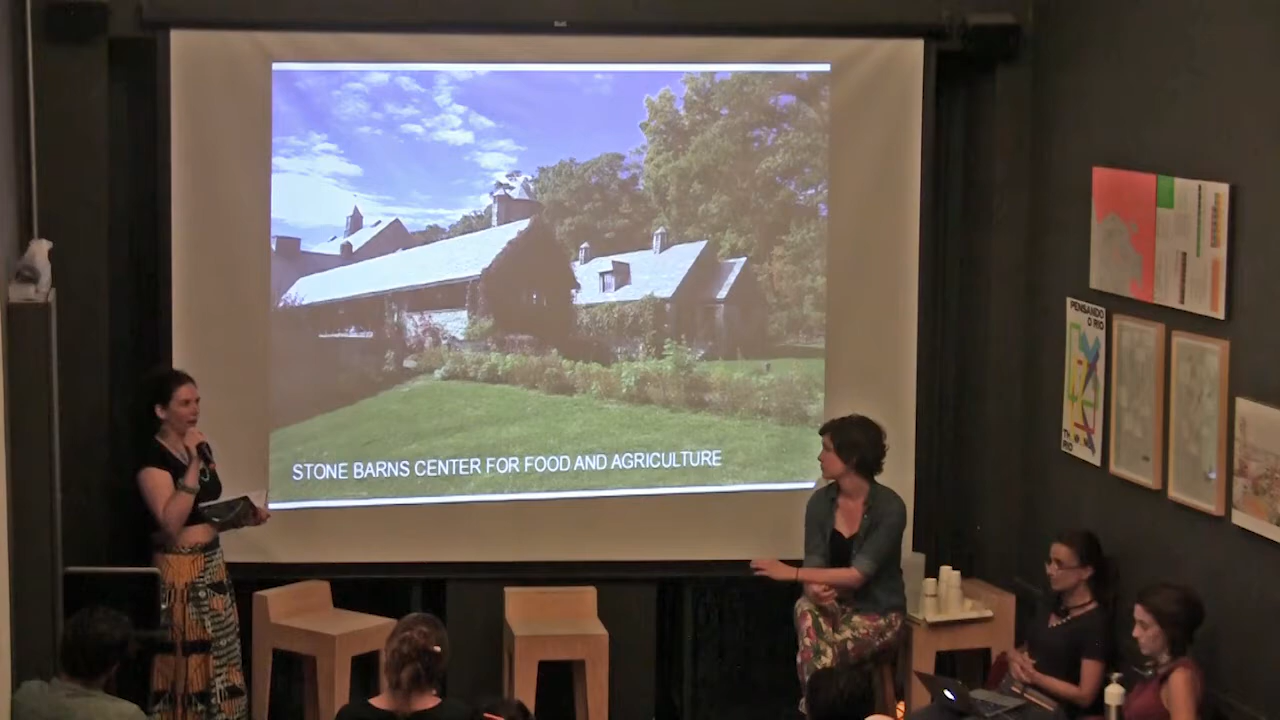 STONE BARNS CENTER FOR FOOD AND AGRICULTURE
PENSANDO
O RIO